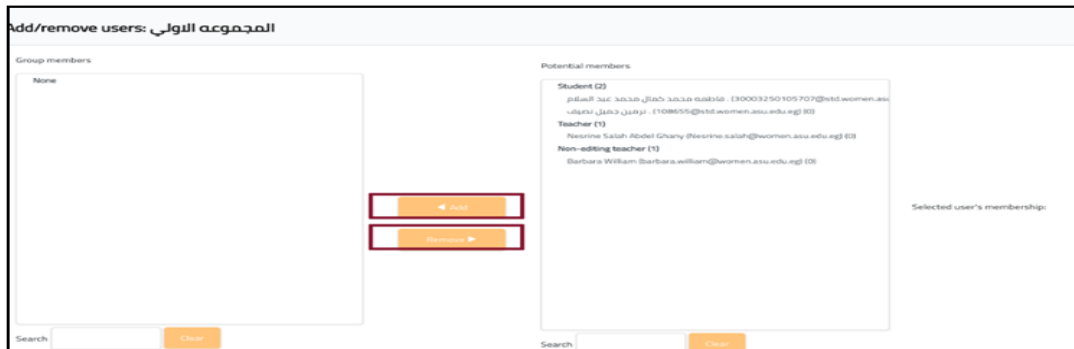 Add/remove users: المجموعه الاولي
Group members
None
◄ Add
Remove ►
Search
Clear
Potential members
Student (2)
فاطمه محمد كمال محمد عبد السلام . (30003250105707@std.women.asu
نرمين جميل نصيف . (108655@std.women.asu.edu.eg) (0)
Teacher (1)
Nesrine Salah Abdel Ghany (Nesrine.salah@women.asu.edu.eg) (0)
Non-editing teacher (1)
Barbara William (barbara.william@women.asu.edu.eg) (0)
Search
Clear
Selected user's membership: